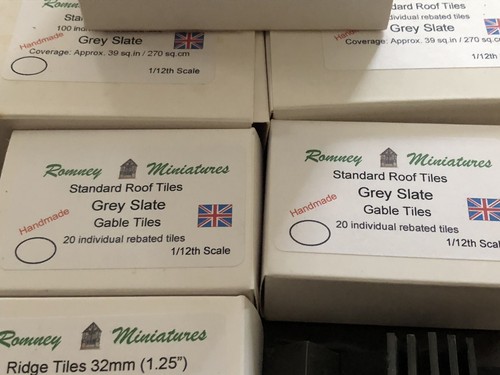 Romney
Standard Roof Tiles
100
Grey Slate
Handmade
Coverage: Approx. 39 sq.in / 270 sq.cm
1/12th Scale
Standard Roof Tiles
individual rebated tiles
Grey Slate
Handmade
Coverage: Approx. 39 sq.in / 270 sq.cm
1/12th
Romney Miniatures
Standard Roof Tiles
Grey Slate
Handmade
Gable Tiles
20 individual rebated tiles
1/12th Scale
Romney Miniatures
Standard Roof Tiles
Grey Slate
Handmade
Gable Tiles
20 individual rebated tiles
1/12th Scale
Romney Miniatures
Ridge Tiles 32mm (1.25")